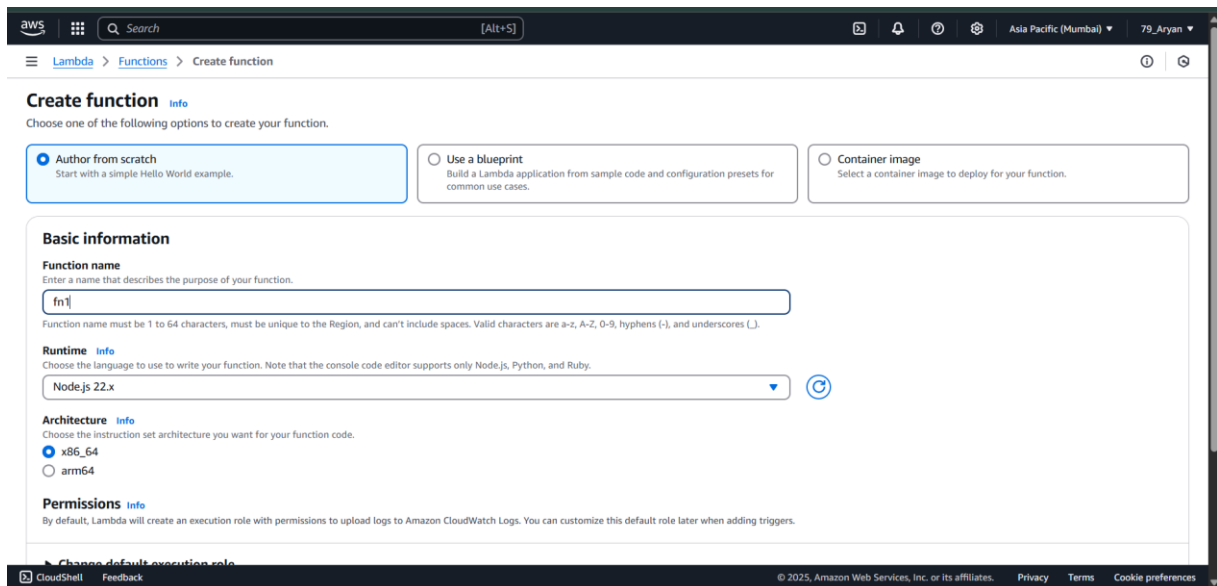 aws
Search [Alt+S] Asia Pacific (Mumbai) ▼ 79_Aryan ▼
Lambda > Functions > Create function
Create function Info
Choose one of the following options to create your function.
Author from scratch
Start with a simple Hello World example.
Use a blueprint
Build a Lambda application from sample code and configuration presets for
common use cases.
Container image
Select a container image to deploy for your function.
Basic information
Function name
Enter a name that describes the purpose of your function.
fn1
Function name must be 1 to 64 characters, must be unique to the Region, and can't include spaces. Valid characters are a-z, A-Z, 0-9, hyphens (-), and underscores (_).
Runtime Info
Choose the language to use to write your function. Note that the console code editor supports only Node.js, Python, and Ruby.
Node.js 22.x
Architecture Info
Choose the instruction set architecture you want for your function code.
x86_64
arm64
Permissions Info
By default, Lambda will create an execution role with permissions to upload logs to Amazon CloudWatch Logs. You can customize this default role later when adding triggers.
Change default execution role
CloudShell Feedback © 2025, Amazon Web Services, Inc. or its affiliates. Privacy Terms Cookie preferences